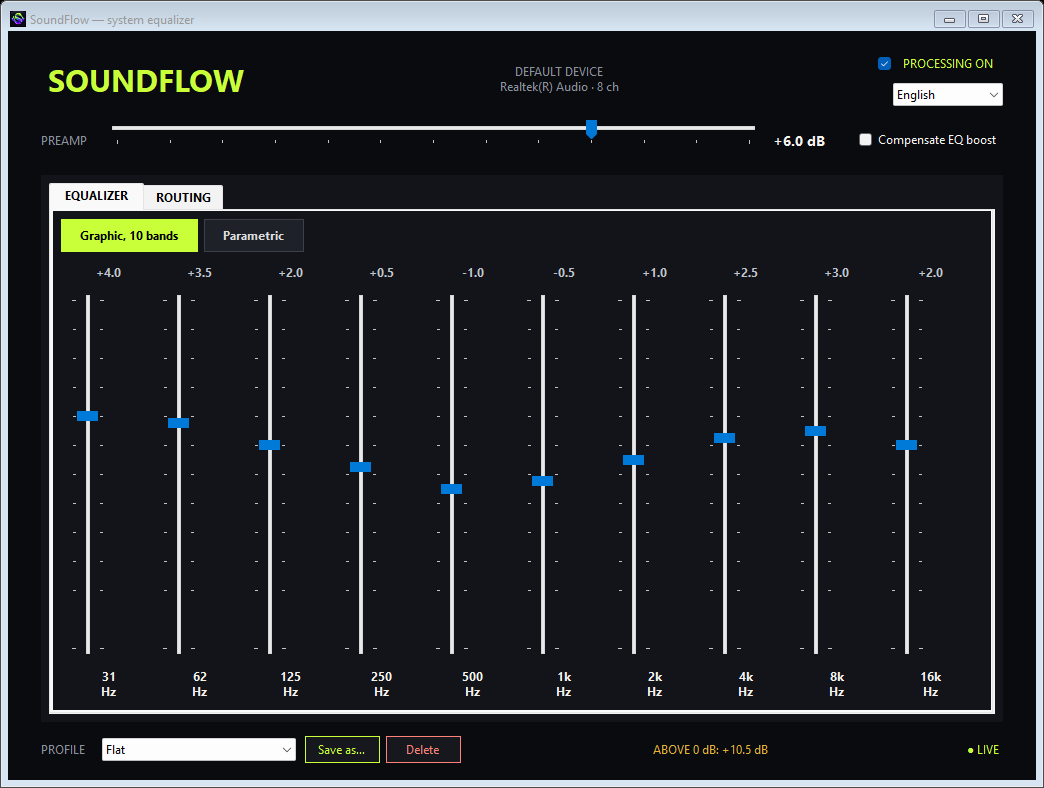 SoundFlow — system equalizer
SOUNDFLOW
DEFAULT DEVICE
Realtek(R) Audio · 8 ch
PROCESSING ON
English
PREAMP
+6.0 dB
Compensate EQ boost
EQUALIZER ROUTING
Graphic, 10 bands Parametric
+4.0 +3.5 +2.0 +0.5 -1.0 -0.5 +1.0 +2.5 +3.0 +2.0
31 62 125 250 500 1k 2k 4k 8k 16k
Hz Hz Hz Hz Hz Hz Hz Hz Hz Hz
PROFILE Flat Save as... Delete ABOVE 0 dB: +10.5 dB ● LIVE